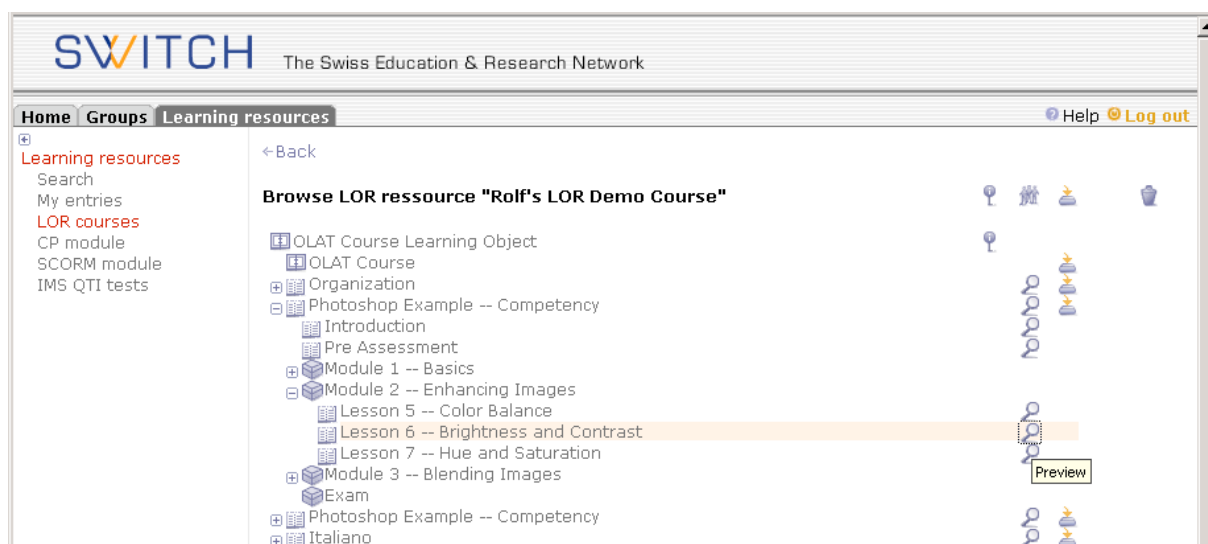 SWITCH The Swiss Education & Research Network
Home Groups Learning resources Help Log out
Learning resources
Search
My entries
LOR courses
CP module
SCORM module
IMS QTI tests
←Back
Browse LOR ressource "Rolf's LOR Demo Course"
OLAT Course Learning Object
OLAT Course
Organization
Photoshop Example -- Competency
Introduction
Pre Assessment
Module 1 -- Basics
Module 2 -- Enhancing Images
Lesson 5 -- Color Balance
Lesson 6 -- Brightness and Contrast
Lesson 7 -- Hue and Saturation
Preview
Module 3 -- Blending Images
Exam
Photoshop Example -- Competency
Italiano